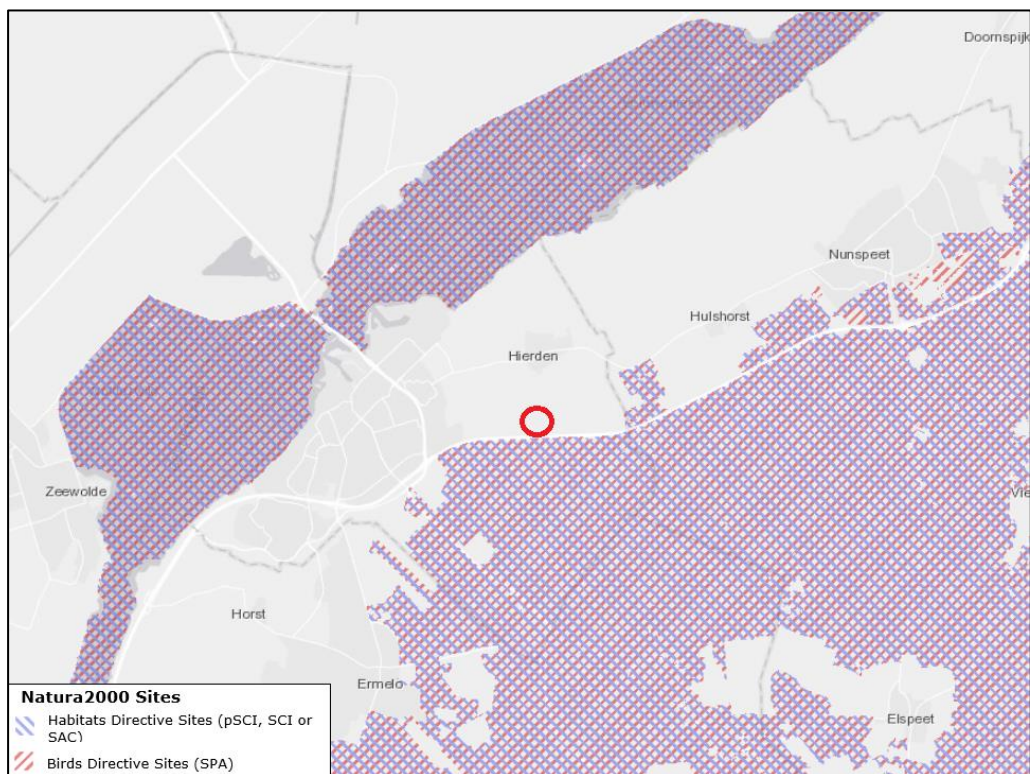 Doornspijk
Nunspeet
Hulshorst
Hierden
Zeewolde
Vie
Horst
Ermelo
Elspeet
Natura2000 Sites
Habitats Directive Sites (pSCI, SCI or
SAC)
Birds Directive Sites (SPA)